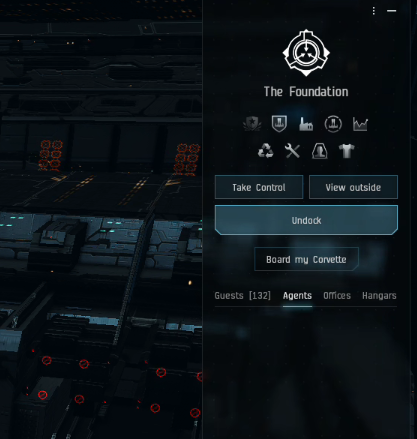 The Foundation
Take Control
View outside
Undock
Board my Corvette
Guests [132] Agents Offices Hangars